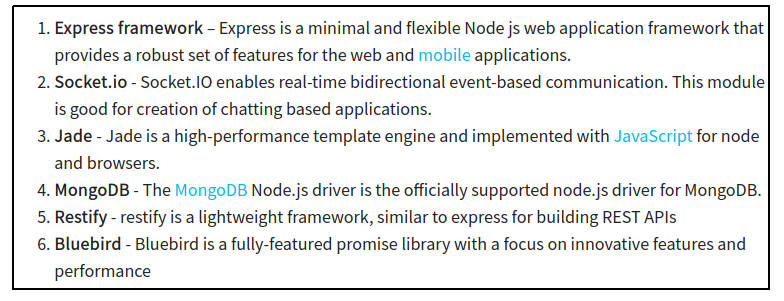 1. Express framework – Express is a minimal and flexible Node js web application framework that
provides a robust set of features for the web and mobile applications.
2. Socket.io - Socket.IO enables real-time bidirectional event-based communication. This module
is good for creation of chatting based applications.
3. Jade - Jade is a high-performance template engine and implemented with JavaScript for node
and browsers.
4. MongoDB - The MongoDB Node.js driver is the officially supported node.js driver for MongoDB.
5. Restify - restify is a lightweight framework, similar to express for building REST APIs
6. Bluebird - Bluebird is a fully-featured promise library with a focus on innovative features and
performance